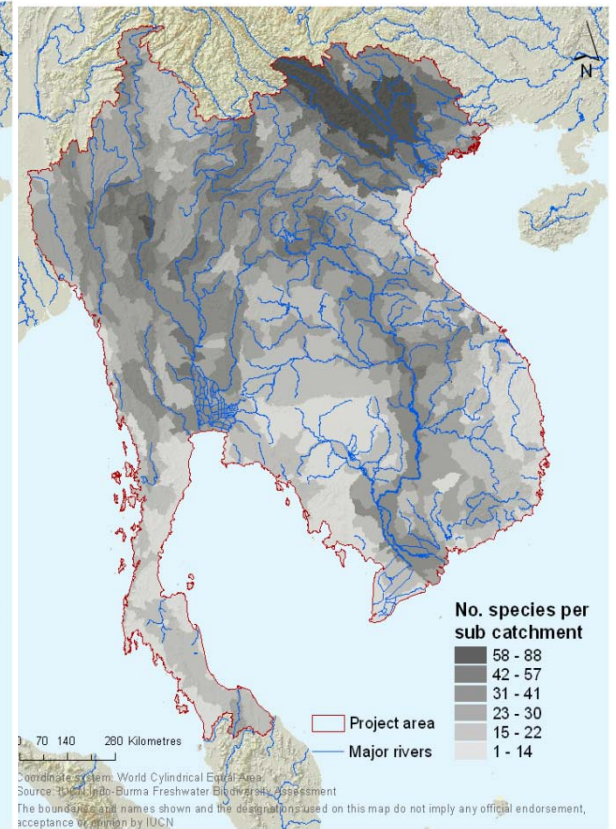 N
No. species per
sub catchment
58 - 88
42 - 57
31 - 41
23 - 30
15 - 22
1 - 14
Project area
Major rivers
70 140 280 Kilometres
Coordinate system: World Cylindrical Equal Area
Source: IUCN Indo-Burma Freshwater Biodiversity Assessment
The boundaries and names shown and the designations used on this map do not imply any official endorsement,
acceptance or opinion by IUCN